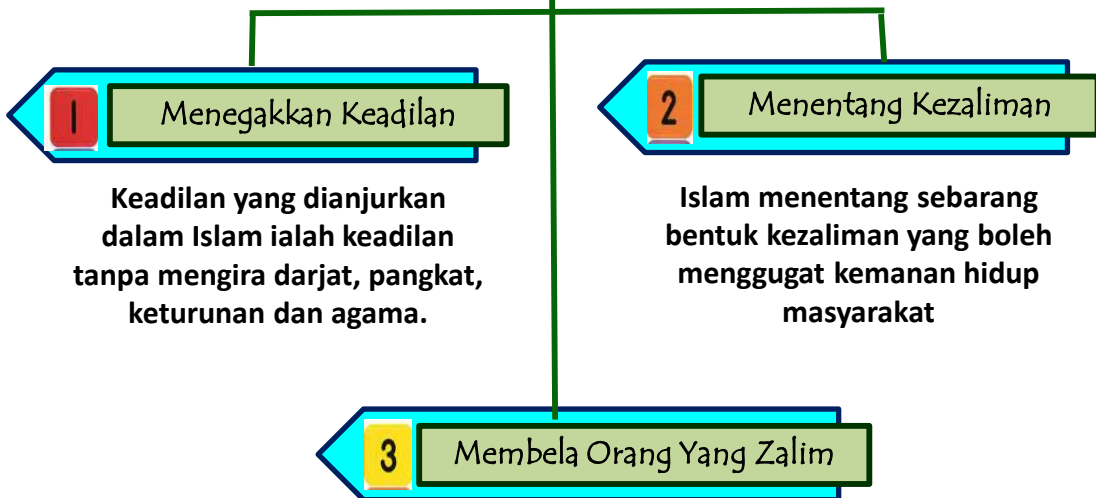 1 Menegakkan Keadilan
Keadilan yang dianjurkan
dalam Islam ialah keadilan
tanpa mengira darjat, pangkat,
keturunan dan agama.
2 Menentang Kezaliman
Islam menentang sebarang
bentuk kezaliman yang boleh
menggugat kemanan hidup
masyarakat
3 Membela Orang Yang Zalim